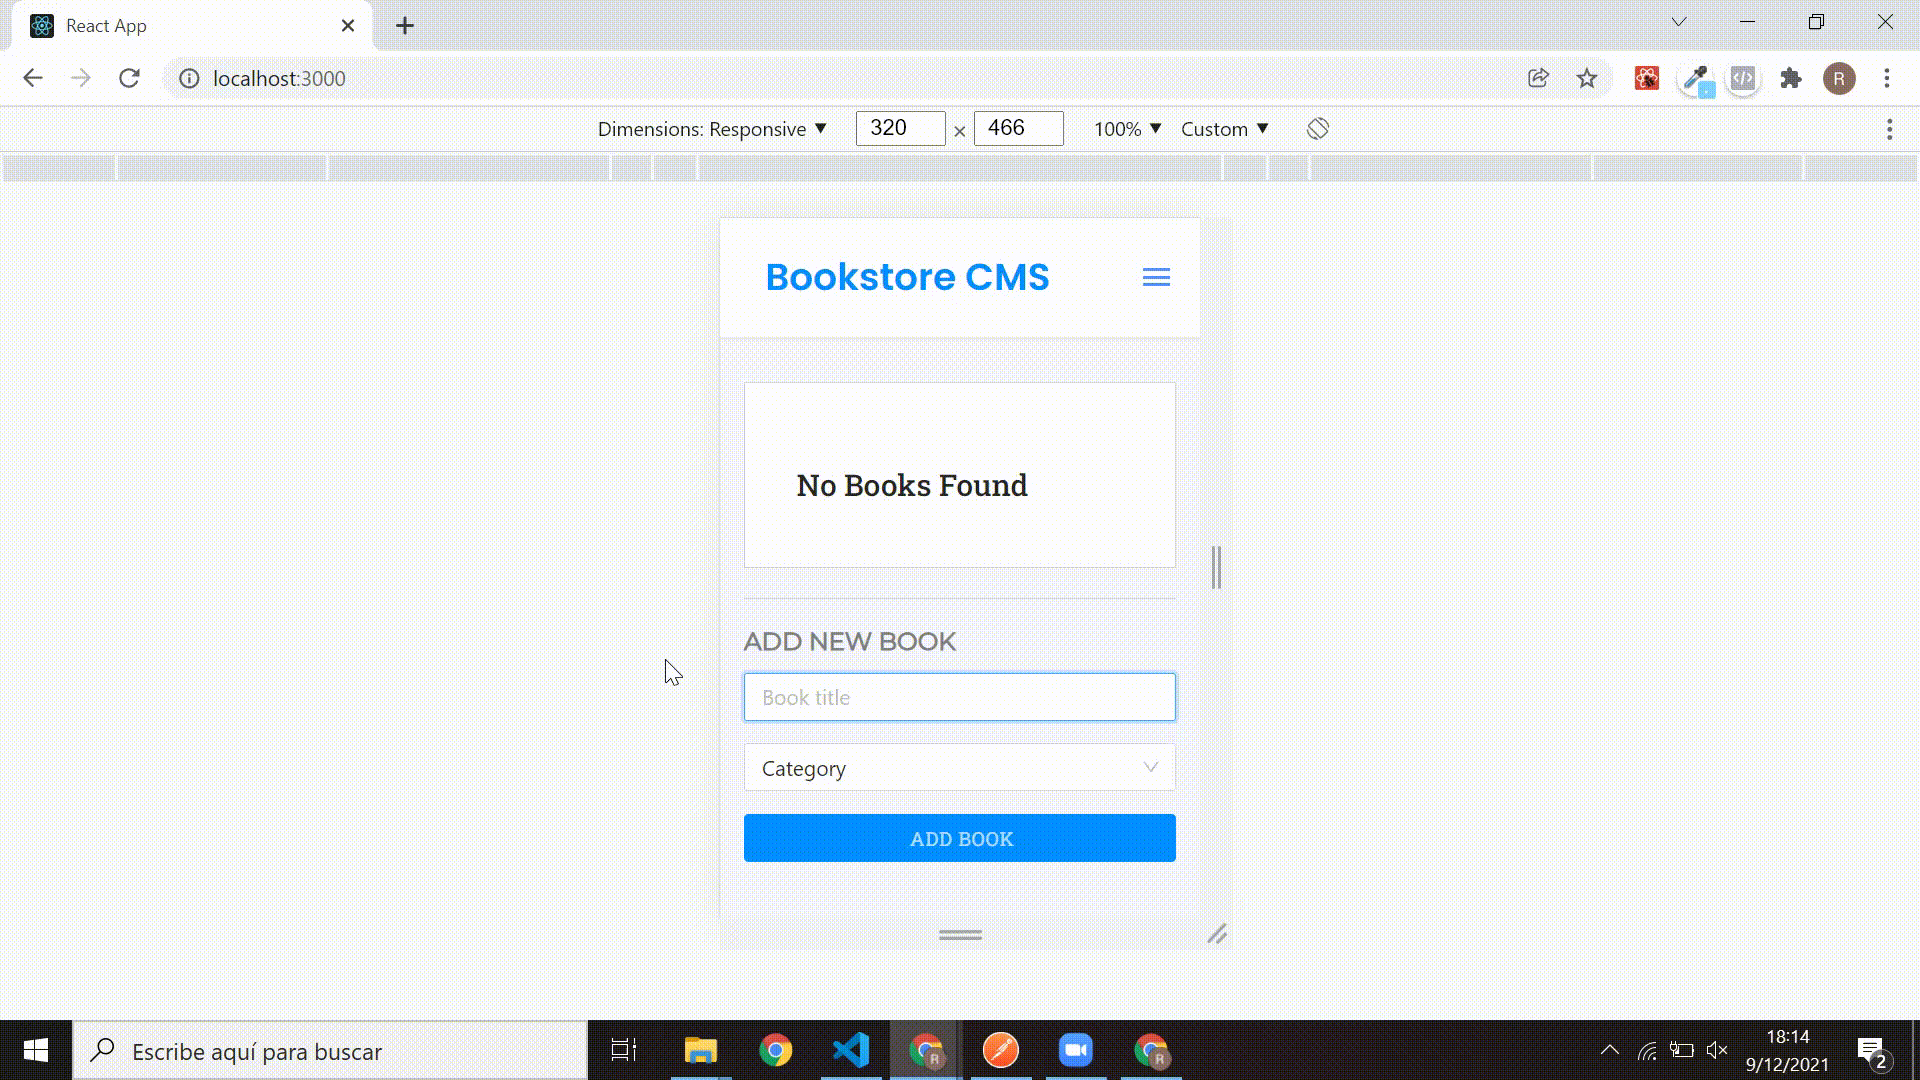 React App
localhost:3000
R
Dimensions: Responsive 320 × 466 100% Custom
Bookstore CMS
No Books Found
ADD NEW BOOK
Book title
Category
ADD BOOK
Escribe aquí para buscar
R
R
18:14
9/12/2021
2